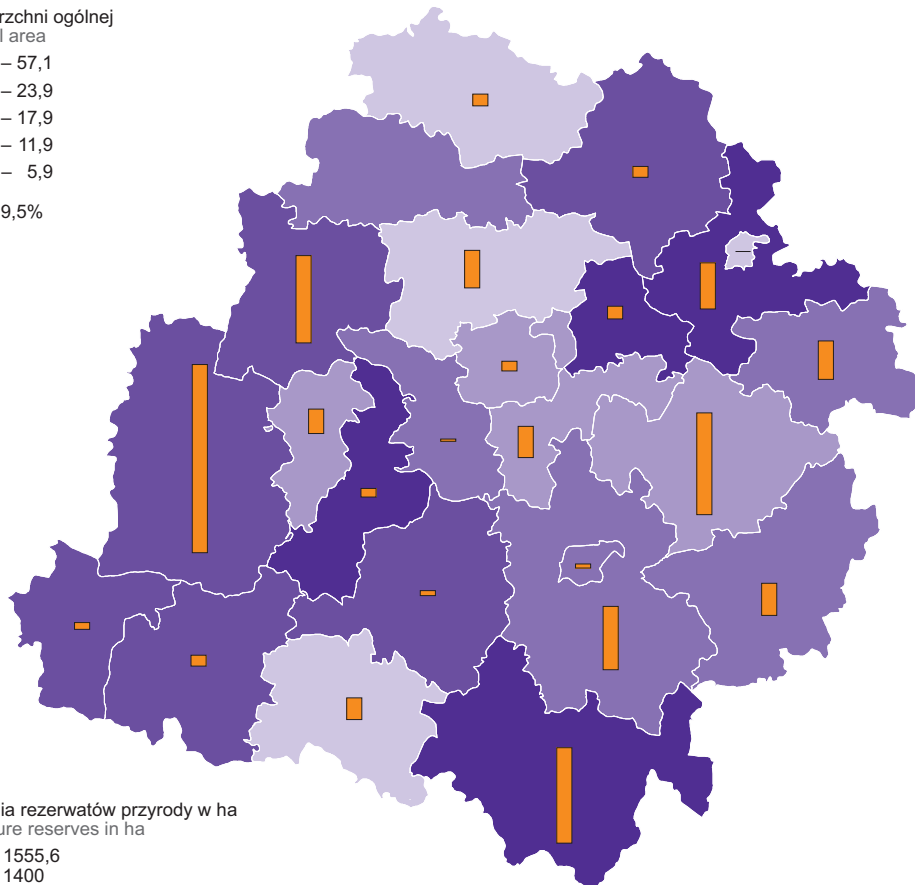 rzchni ogólnej
l area
– 57,1
– 23,9
– 17,9
– 11,9
– 5,9
9,5%
ia rezerwatów przyrody w ha
ure reserves in ha
1555,6
1400